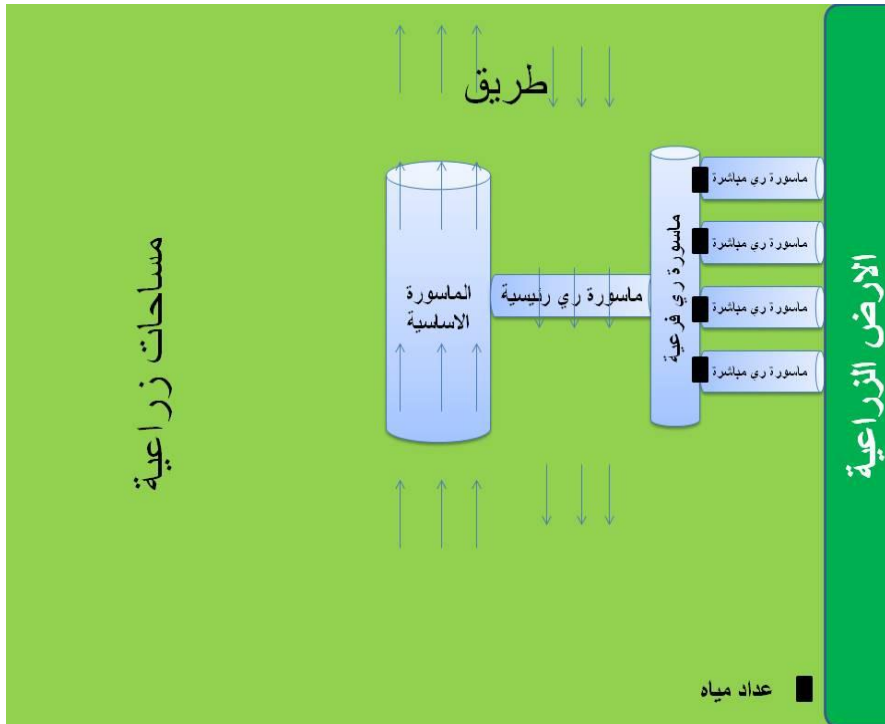 طريق
ماسورة ري مباشرة
ماسورة ري مباشرة
ماسورة ري مباشرة
ماسورة ري مباشرة
ماسورة ري فرعية
ماسورة ري رئيسية
الماسورة
الاساسية
الارض الزراعية
مساحات زراعية
عداد مياه